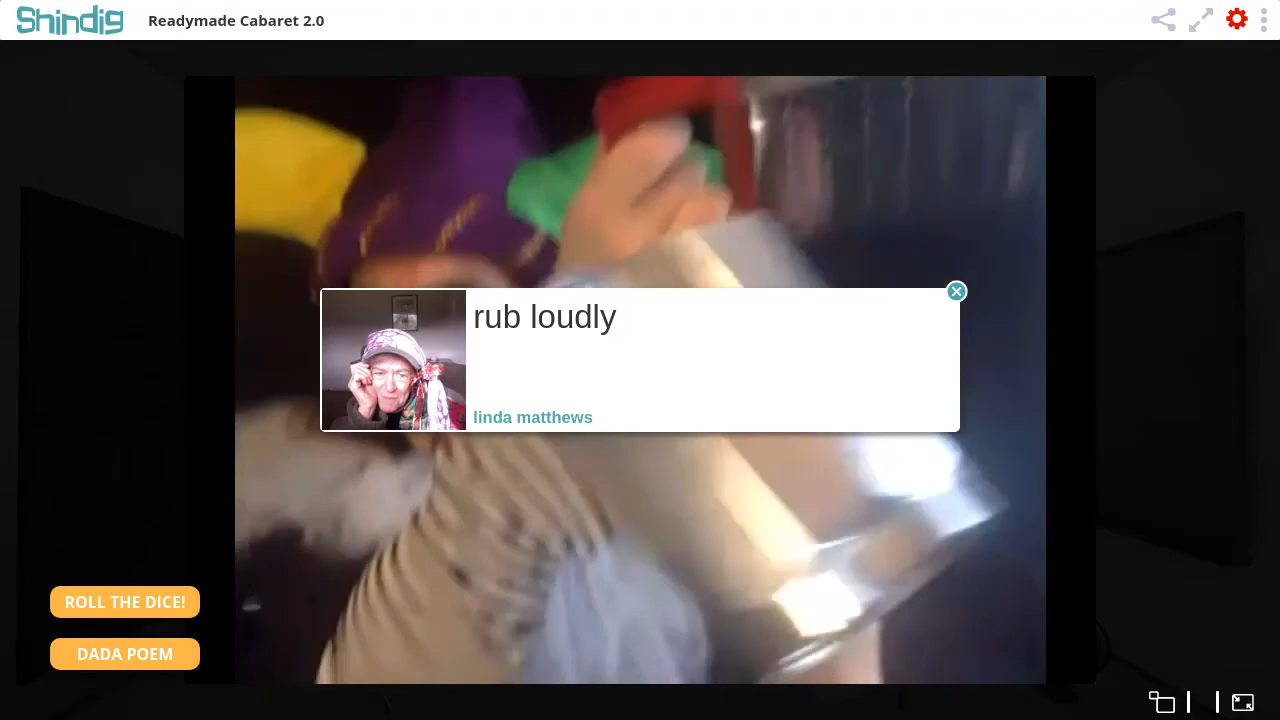 Shindig
Readymade Cabaret 2.0
rub loudly
linda matthews
ROLL THE DICE!
DADA POEM